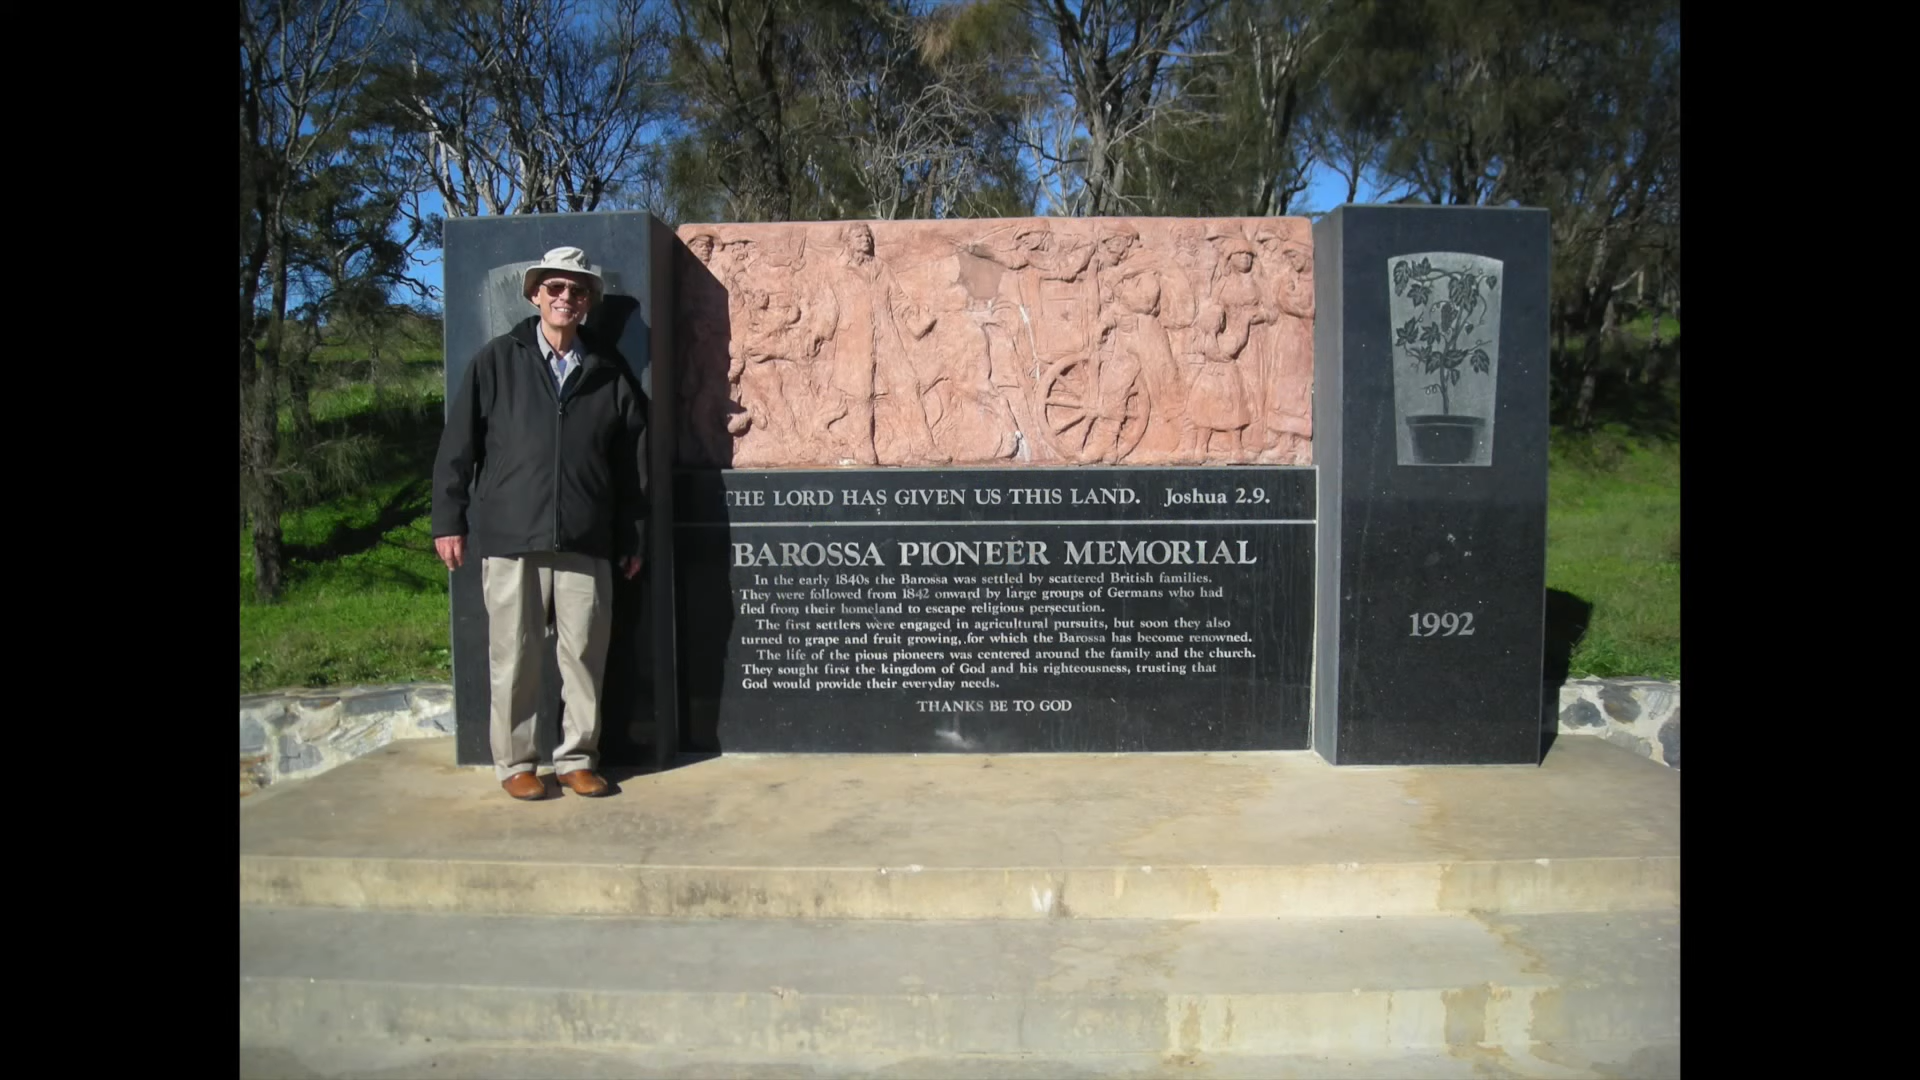 THE LORD HAS GIVEN US THIS LAND. Joshua 2.9.
BAROSSA PIONEER MEMORIAL
In the early 1840s the Barossa was settled by scattered British families.
They were followed from 1842 onward by large groups of Germans who had
fled from their homeland to escape religious persecution.
The first settlers were engaged in agricultural pursuits, but soon they also
turned to grape and fruit growing, for which the Barossa has become renowned.
The life of the pious pioneers was centered around the family and the church.
They sought first the kingdom of God and his righteousness, trusting that
God would provide their everyday needs.
THANKS BE TO GOD
1992